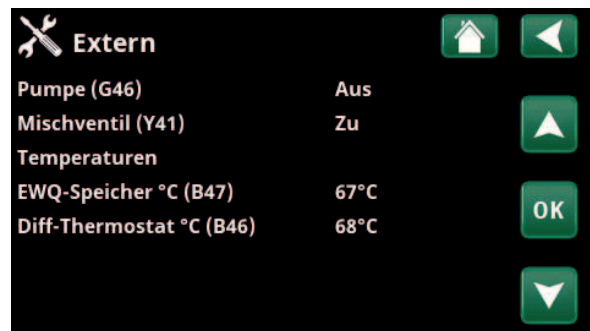 Extern
Pumpe (G46) Aus
Mischventil (Y41) Zu
Temperaturen
EWQ-Speicher °C (B47) 67°C
Diff-Thermostat °C (B46) 68°C
OK